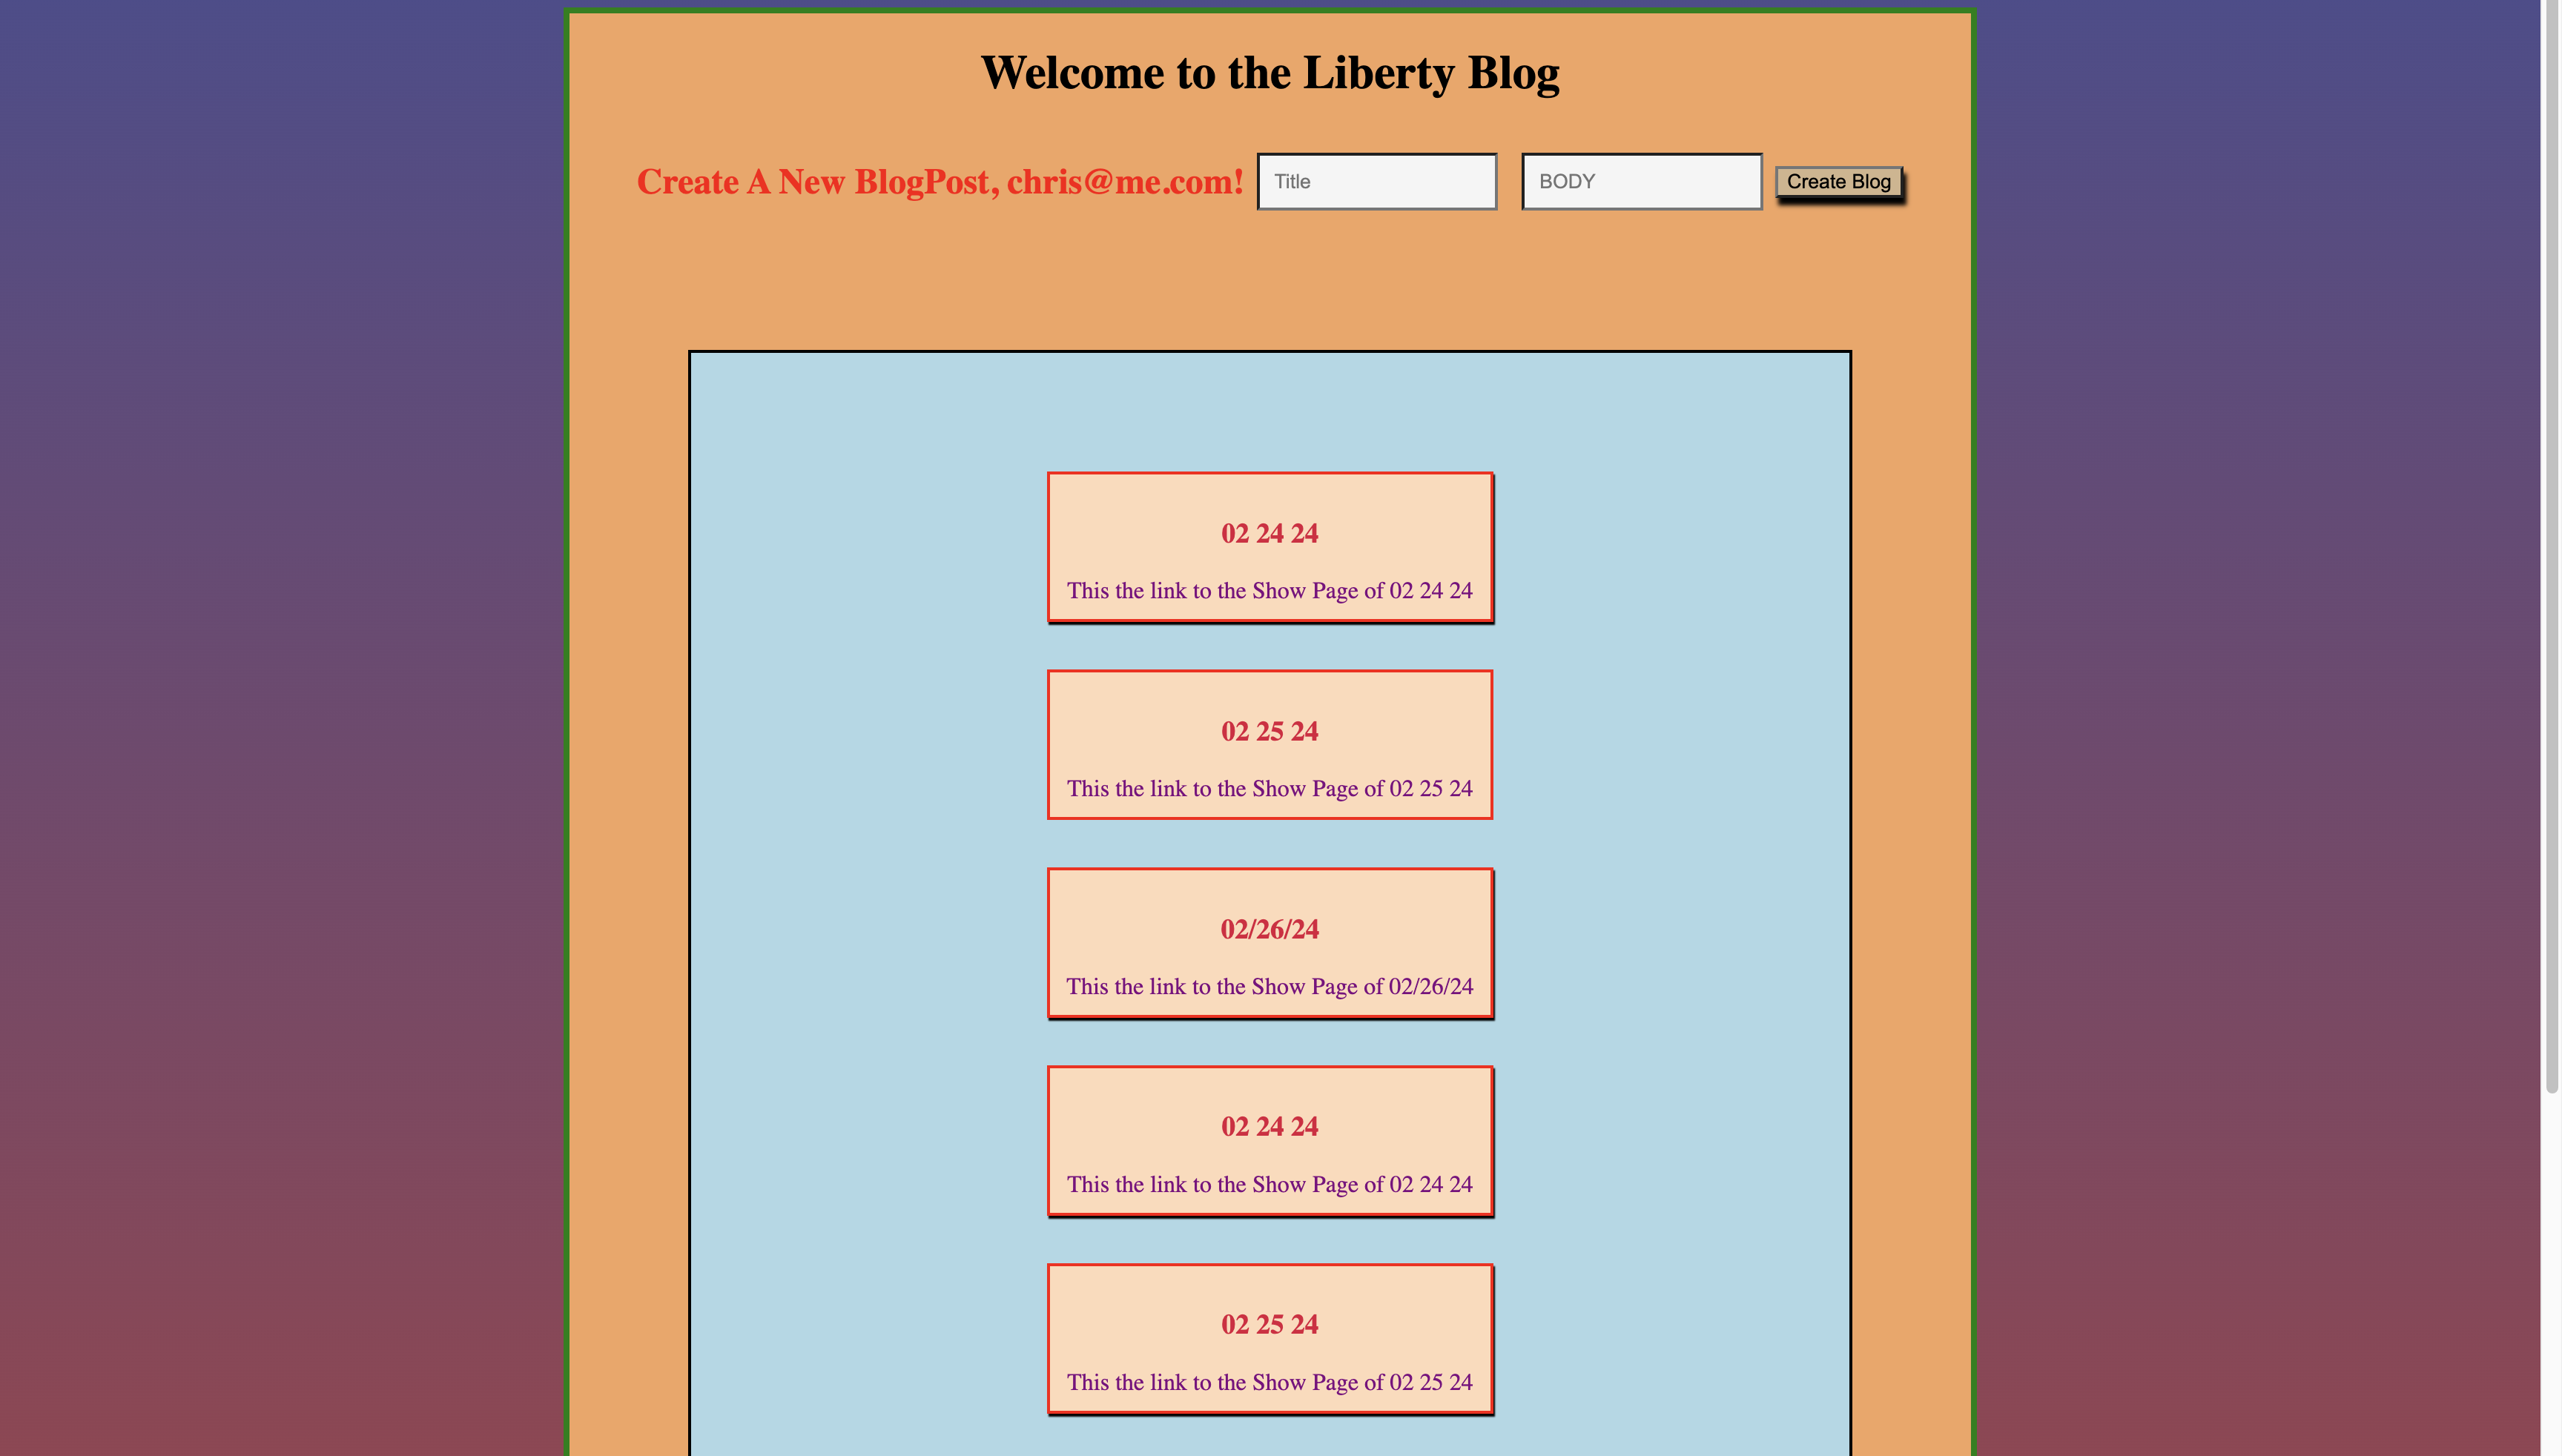 Welcome to the Liberty Blog
Create A New BlogPost, chris@me.com! Title BODY Create Blog
02 24 24
This the link to the Show Page of 02 24 24
02 25 24
This the link to the Show Page of 02 25 24
02/26/24
This the link to the Show Page of 02/26/24
02 24 24
This the link to the Show Page of 02 24 24
02 25 24
This the link to the Show Page of 02 25 24